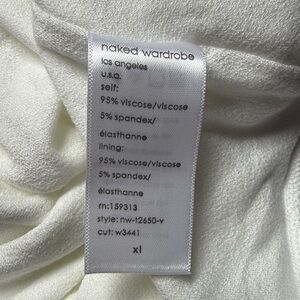 naked wardrobe
los angeles
u.s.a.
self:
95% viscose/viscose
5% spandex/
élasthanne
lining:
95% viscose/viscose
5% spandex/
élasthanne
rn:159313
style: nw-t2650-v
cut: w3441
xl